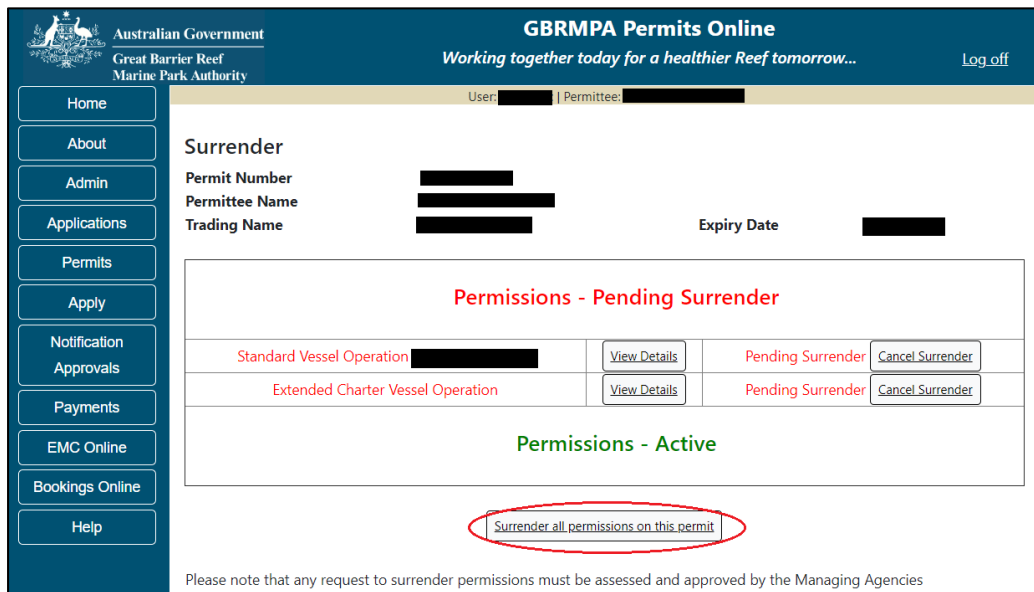 Australian Government
Great Barrier Reef
Marine Park Authority
GBRMPA Permits Online
Working together today for a healthier Reef tomorrow...
Log off
Home
About
Admin
Applications
Permits
Apply
Notification
Approvals
Payments
EMC Online
Bookings Online
Help
User: | Permittee:
Surrender
Permit Number
Permittee Name
Trading Name Expiry Date
Permissions - Pending Surrender
Standard Vessel Operation View Details Pending Surrender Cancel Surrender
Extended Charter Vessel Operation View Details Pending Surrender Cancel Surrender
Permissions - Active
Surrender all permissions on this permit
Please note that any request to surrender permissions must be assessed and approved by the Managing Agencies